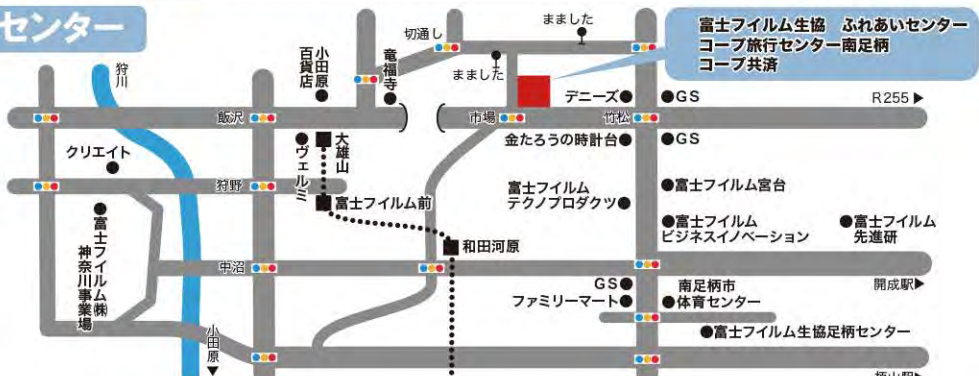 センター
富士フイルム生協 ふれあいセンター
コープ旅行センター南足柄
コープ共済
まました
切通し
まました
狩川
小田原
百貨店
竜福寺
デニーズ
GS
R255
飯沢
市場
竹松
クリエイト
ヴェルミ
大雄山
金たろうの時計台
GS
狩野
富士フイルム前
富士フイルム
テクノプロダクツ
富士フイルム宮台
富士フイルム㈱
神奈川事業場
和田河原
富士フイルム
ビジネスイノベーション
富士フイルム
先進研
中沼
開成駅
GS
ファミリーマート
南足柄市
体育センター
小田原
富士フイルム生協足柄センター